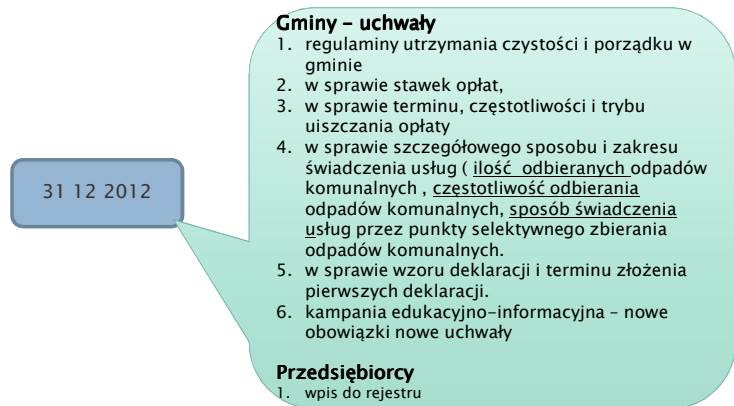 Gminy – uchwały
1. regulaminy utrzymania czystości i porządku w
gminie
2. w sprawie stawek opłat,
3. w sprawie terminu, częstotliwości i trybu
uiszczania opłaty
4. w sprawie szczegółowego sposobu i zakresu
świadczenia usług ( ilość odbieranych odpadów
komunalnych , częstotliwość odbierania
odpadów komunalnych, sposób świadczenia
usług przez punkty selektywnego zbierania
odpadów komunalnych.
5. w sprawie wzoru deklaracji i terminu złożenia
pierwszych deklaracji.
6. kampania edukacyjno-informacyjna – nowe
obowiązki nowe uchwały
Przedsiębiorcy
1. wpis do rejestru
31 12 2012